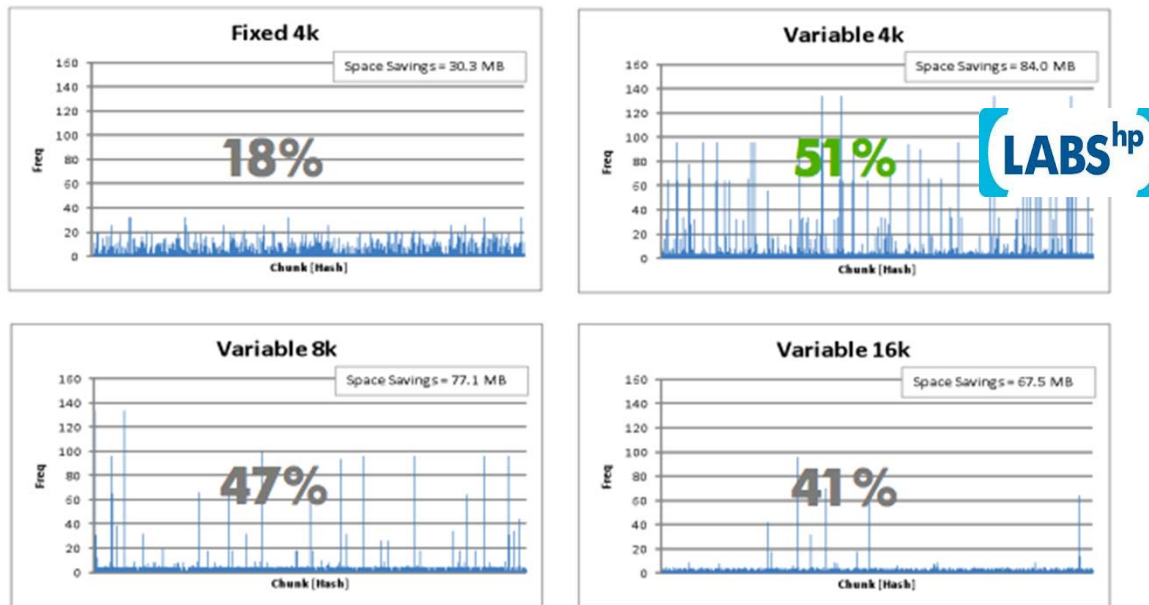 Fixed 4k
Space Savings = 30.3 MB
160
140
120
100
80
60
40
20
0
Freq
18%
Chunk [Hash]
Variable 4k
Space Savings = 84.0 MB
160
140
120
100
80
60
40
20
0
Freq
51%
LABS hp
Chunk [Hash]
Variable 8k
Space Savings = 77.1 MB
160
140
120
100
80
60
40
20
0
Freq
47%
Chunk [Hash]
Variable 16k
Space Savings = 67.5 MB
160
140
120
100
80
60
40
20
0
Freq
41%
Chunk [Hash]